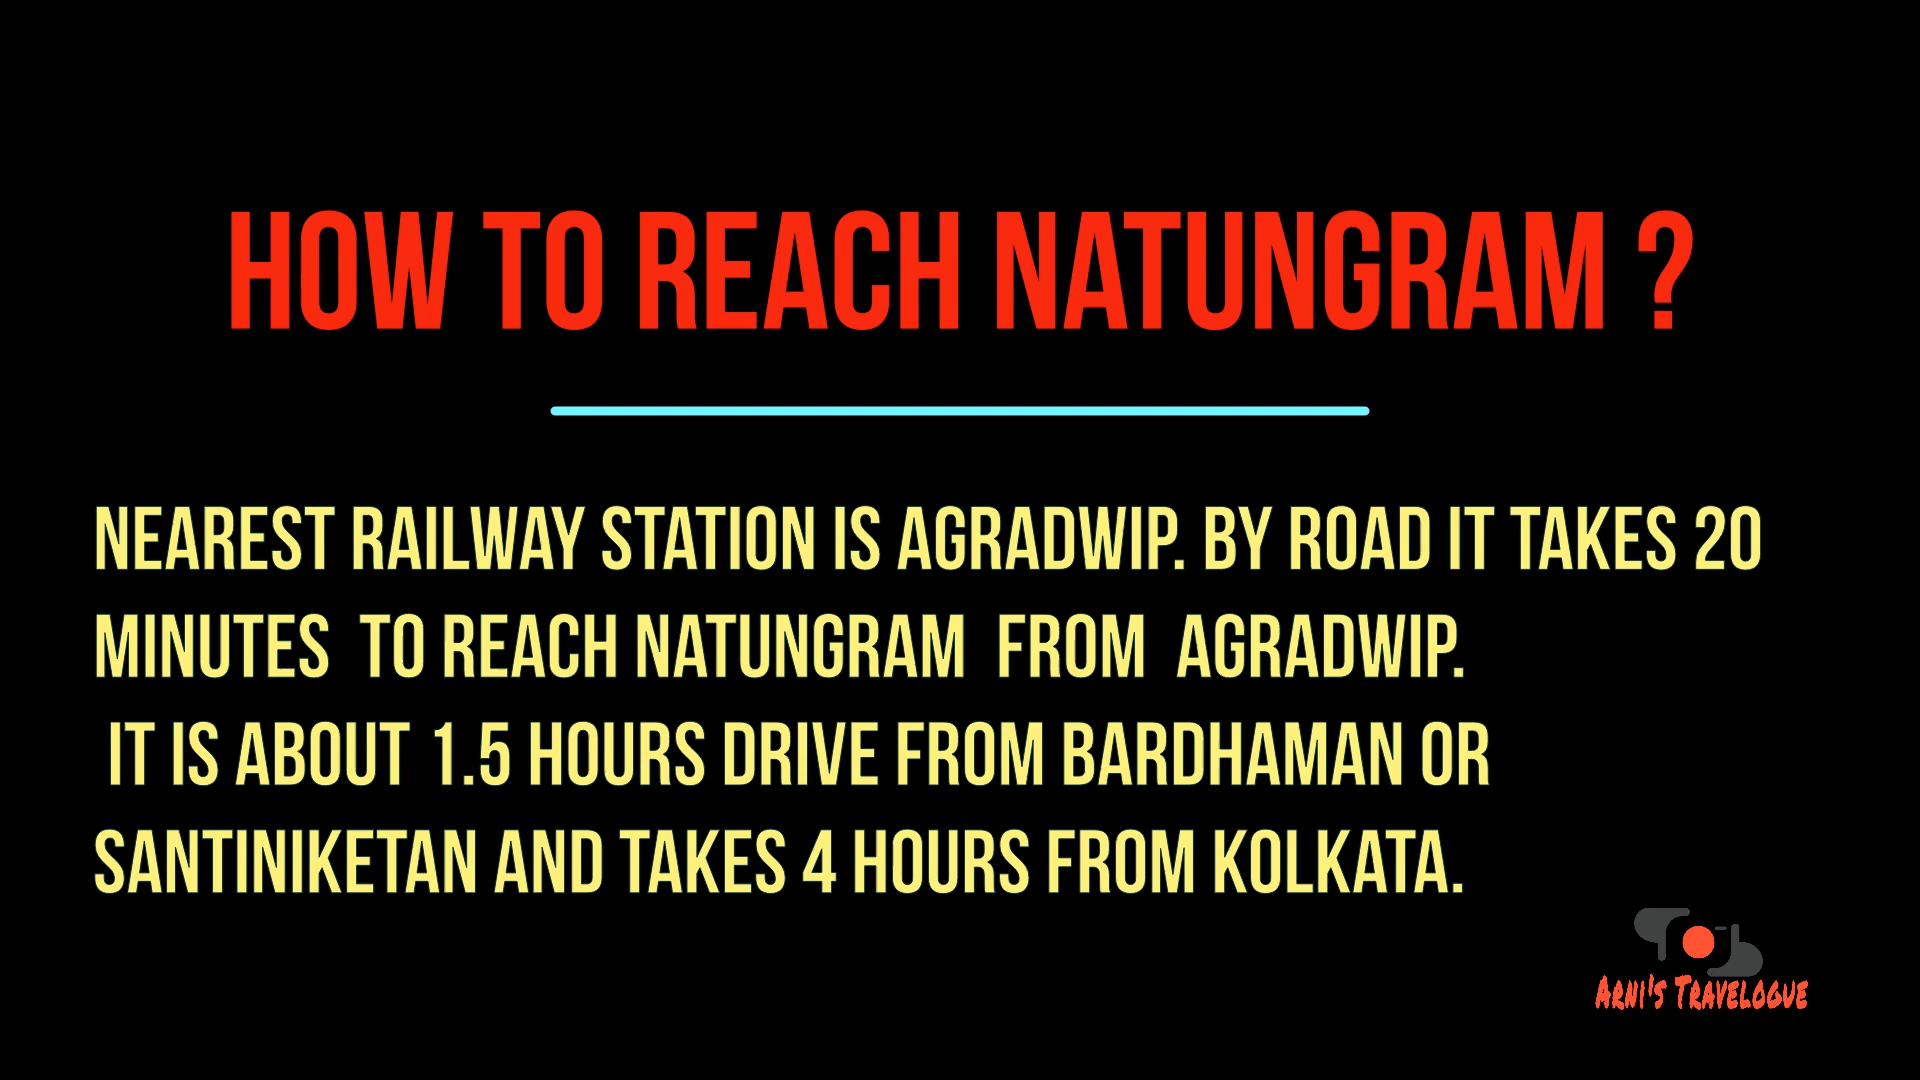 HOW TO REACH NATUNGRAM ?
NEAREST RAILWAY STATION IS AGRADWIP. BY ROAD IT TAKES 20
MINUTES  TO REACH NATUNGRAM  FROM  AGRADWIP.
IT IS ABOUT 1.5 HOURS DRIVE FROM BARDHAMAN OR
SANTINIKETAN AND TAKES 4 HOURS FROM KOLKATA.
ARNI'S TRAVELOGUE